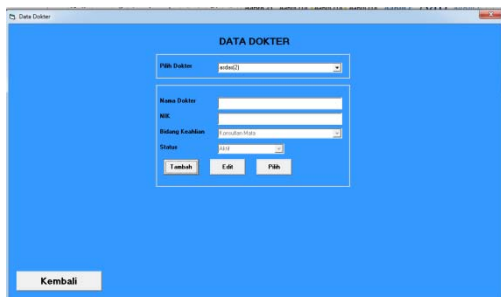 Data Dokter
DATA DOKTER
Pilih Dokter
Nama Dokter
NIK
Bidang Keahlian Konsultan Mata
Status Aktif
Tambah Edit Pilih
Kembali